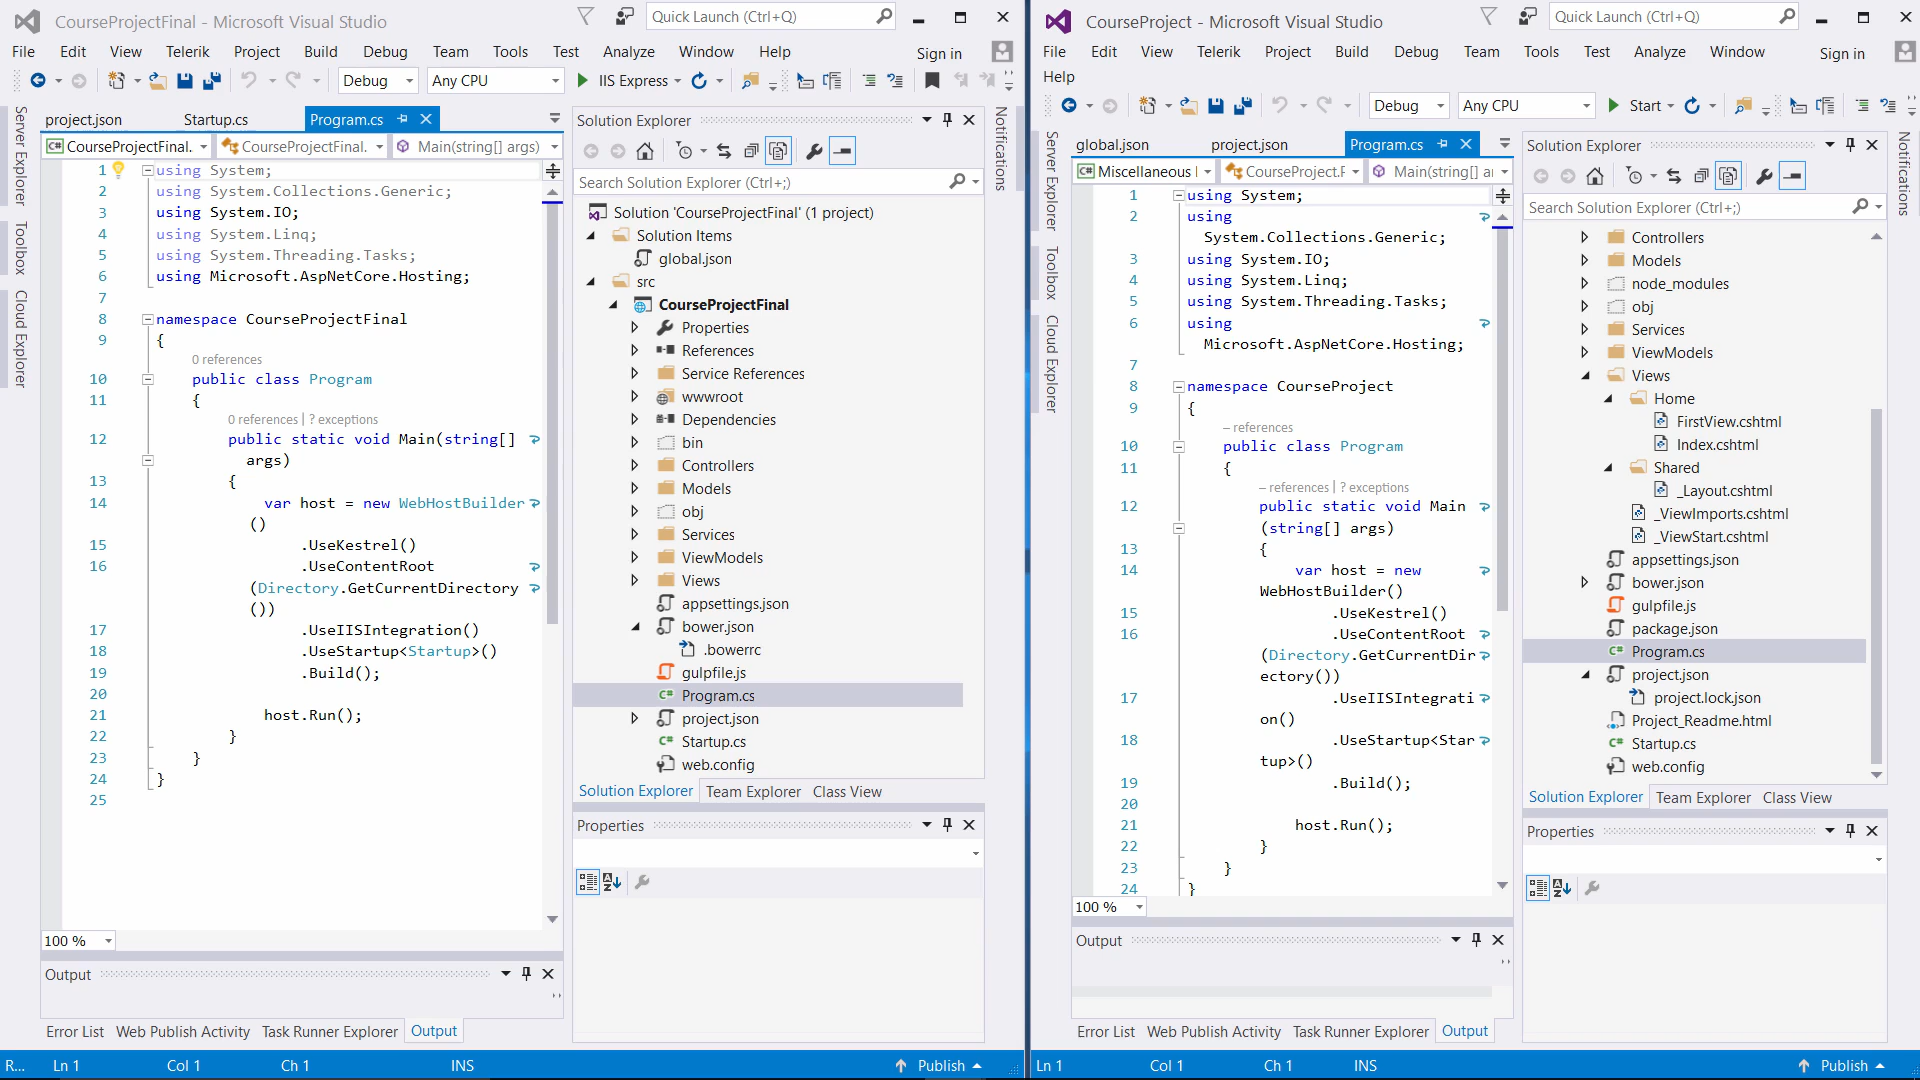 CourseProjectFinal - Microsoft Visual Studio
Quick Launch (Ctrl+Q)
File Edit View Telerik Project Build Debug Team Tools Test Analyze Window Help
Sign in
Debug Any CPU IIS Express
Server Explorer
Toolbox
Cloud Explorer
project.json Startup.cs Program.cs
CourseProjectFinal. CourseProjectFinal. Main(string[] args)
1 using System;
2 using System.Collections.Generic;
3 using System.IO;
4 using System.Linq;
5 using System.Threading.Tasks;
6 using Microsoft.AspNetCore.Hosting;
7
8 namespace CourseProjectFinal
9 {
0 references
10 public class Program
11 {
0 references | ? exceptions
12 public static void Main(string[]
args)
13 {
14 var host = new WebHostBuilder
()
15 .UseKestrel()
16 .UseContentRoot
(Directory.GetCurrentDirectory
())
17 .UseIISIntegration()
18 .UseStartup<Startup>()
19 .Build();
20
21 host.Run();
22 }
23 }
24 }
25
100 %
Output
Error List Web Publish Activity Task Runner Explorer Output
Solution Explorer
Search Solution Explorer (Ctrl+;)
Solution 'CourseProjectFinal' (1 project)
Solution Items
global.json
src
CourseProjectFinal
Properties
References
Service References
wwwroot
Dependencies
bin
Controllers
Models
obj
Services
ViewModels
Views
appsettings.json
bower.json
.bowerrc
gulpfile.js
Program.cs
project.json
Startup.cs
web.config
Solution Explorer Team Explorer Class View
Properties
Notifications
R... Ln 1 Col 1 Ch 1 INS Publish
CourseProject - Microsoft Visual Studio
Quick Launch (Ctrl+Q)
File Edit View Telerik Project Build Debug Team Tools Test Analyze Window
Sign in
Help
Debug Any CPU Start
Server Explorer
Toolbox
Cloud Explorer
global.json project.json Program.cs
Miscellaneous CourseProject.F Main(string[] ar
1 using System;
2 using
System.Collections.Generic;
3 using System.IO;
4 using System.Linq;
5 using System.Threading.Tasks;
6 using
Microsoft.AspNetCore.Hosting;
7
8 namespace CourseProject
9 {
– references
10 public class Program
11 {
– references | ? exceptions
12 public static void Main
(string[] args)
13 {
14 var host = new
WebHostBuilder()
15 .UseKestrel()
16 .UseContentRoot
(Directory.GetCurrentDir
ectory())
17 .UseIISIntegrati
on()
18 .UseStartup<Star
tup>()
19 .Build();
20
21 host.Run();
22 }
23 }
24 }
100 %
Output
Error List Web Publish Activity Task Runner Explorer Output
Solution Explorer
Search Solution Explorer (Ctrl+;)
Controllers
Models
node_modules
obj
Services
ViewModels
Views
Home
FirstView.cshtml
Index.cshtml
Shared
_Layout.cshtml
_ViewImports.cshtml
_ViewStart.cshtml
appsettings.json
bower.json
gulpfile.js
package.json
Program.cs
project.json
project.lock.json
Project_Readme.html
Startup.cs
web.config
Solution Explorer Team Explorer Class View
Properties
Notifications
Ln 1 Col 1 Ch 1 INS Publish